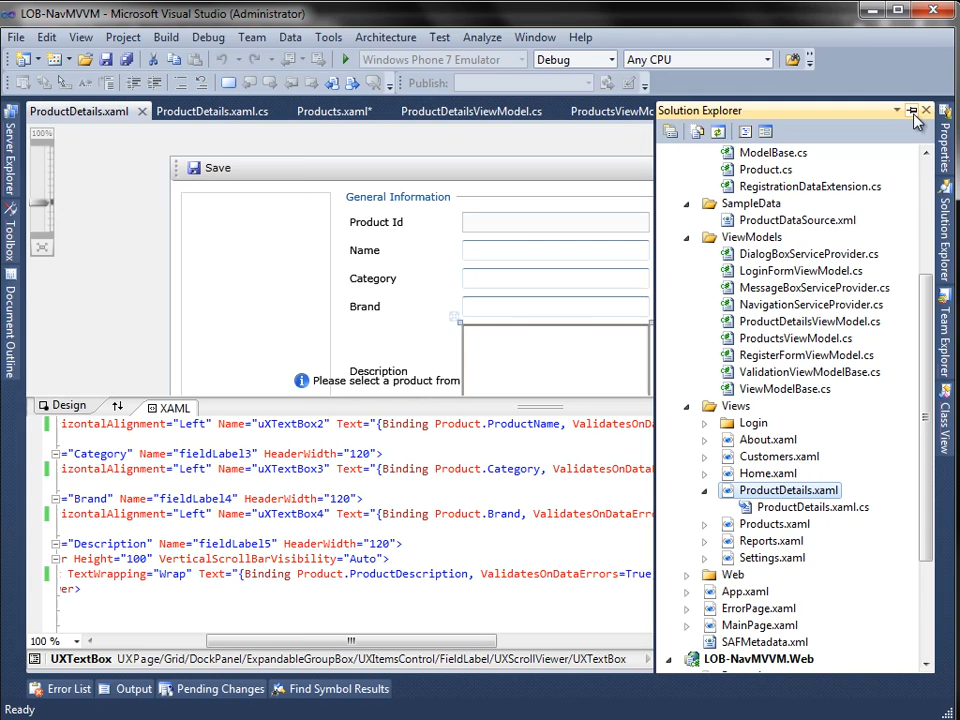 LOB-NavMVVM - Microsoft Visual Studio (Administrator)
File Edit View Project Build Debug Team Data Tools Architecture Test Analyze Window Help
Windows Phone 7 Emulator Debug Any CPU
Publish:
ProductDetails.xaml ProductDetails.xaml.cs Products.xaml* ProductDetailsViewModel.cs ProductsViewMo
Solution Explorer
Server Explorer
Toolbox
Document Outline
100%
Save
General Information
Product Id
Name
Category
Brand
Description
Please select a product from
Design XAML
izontalAlignment="Left" Name="uXTextBox2" Text="{Binding Product.ProductName, ValidatesOnDa
="Category" Name="fieldLabel3" HeaderWidth="120">
izontalAlignment="Left" Name="uXTextBox3" Text="{Binding Product.Category, ValidatesOnData
="Brand" Name="fieldLabel4" HeaderWidth="120">
izontalAlignment="Left" Name="uXTextBox4" Text="{Binding Product.Brand, ValidatesOnDataErr
="Description" Name="fieldLabel5" HeaderWidth="120">
er Height="100" VerticalScrollBarVisibility="Auto">
TextWrapping="Wrap" Text="{Binding Product.ProductDescription, ValidatesOnDataErrors=True,
er>
100 %
UXTextBox UXPage/Grid/DockPanel/ExpandableGroupBox/UXItemsControl/FieldLabel/UXScrollViewer/UXTextBox
ModelBase.cs
Product.cs
RegistrationDataExtension.cs
SampleData
ProductDataSource.xml
ViewModels
DialogBoxServiceProvider.cs
LoginFormViewModel.cs
MessageBoxServiceProvider.cs
NavigationServiceProvider.cs
ProductDetailsViewModel.cs
ProductsViewModel.cs
RegisterFormViewModel.cs
ValidationViewModelBase.cs
ViewModelBase.cs
Views
Login
About.xaml
Customers.xaml
Home.xaml
ProductDetails.xaml
ProductDetails.xaml.cs
Products.xaml
Reports.xaml
Settings.xaml
Web
App.xaml
ErrorPage.xaml
MainPage.xaml
SAFMetadata.xml
LOB-NavMVVM.Web
Properties
Solution Explorer
Team Explorer
Class View
Error List Output Pending Changes Find Symbol Results
Ready